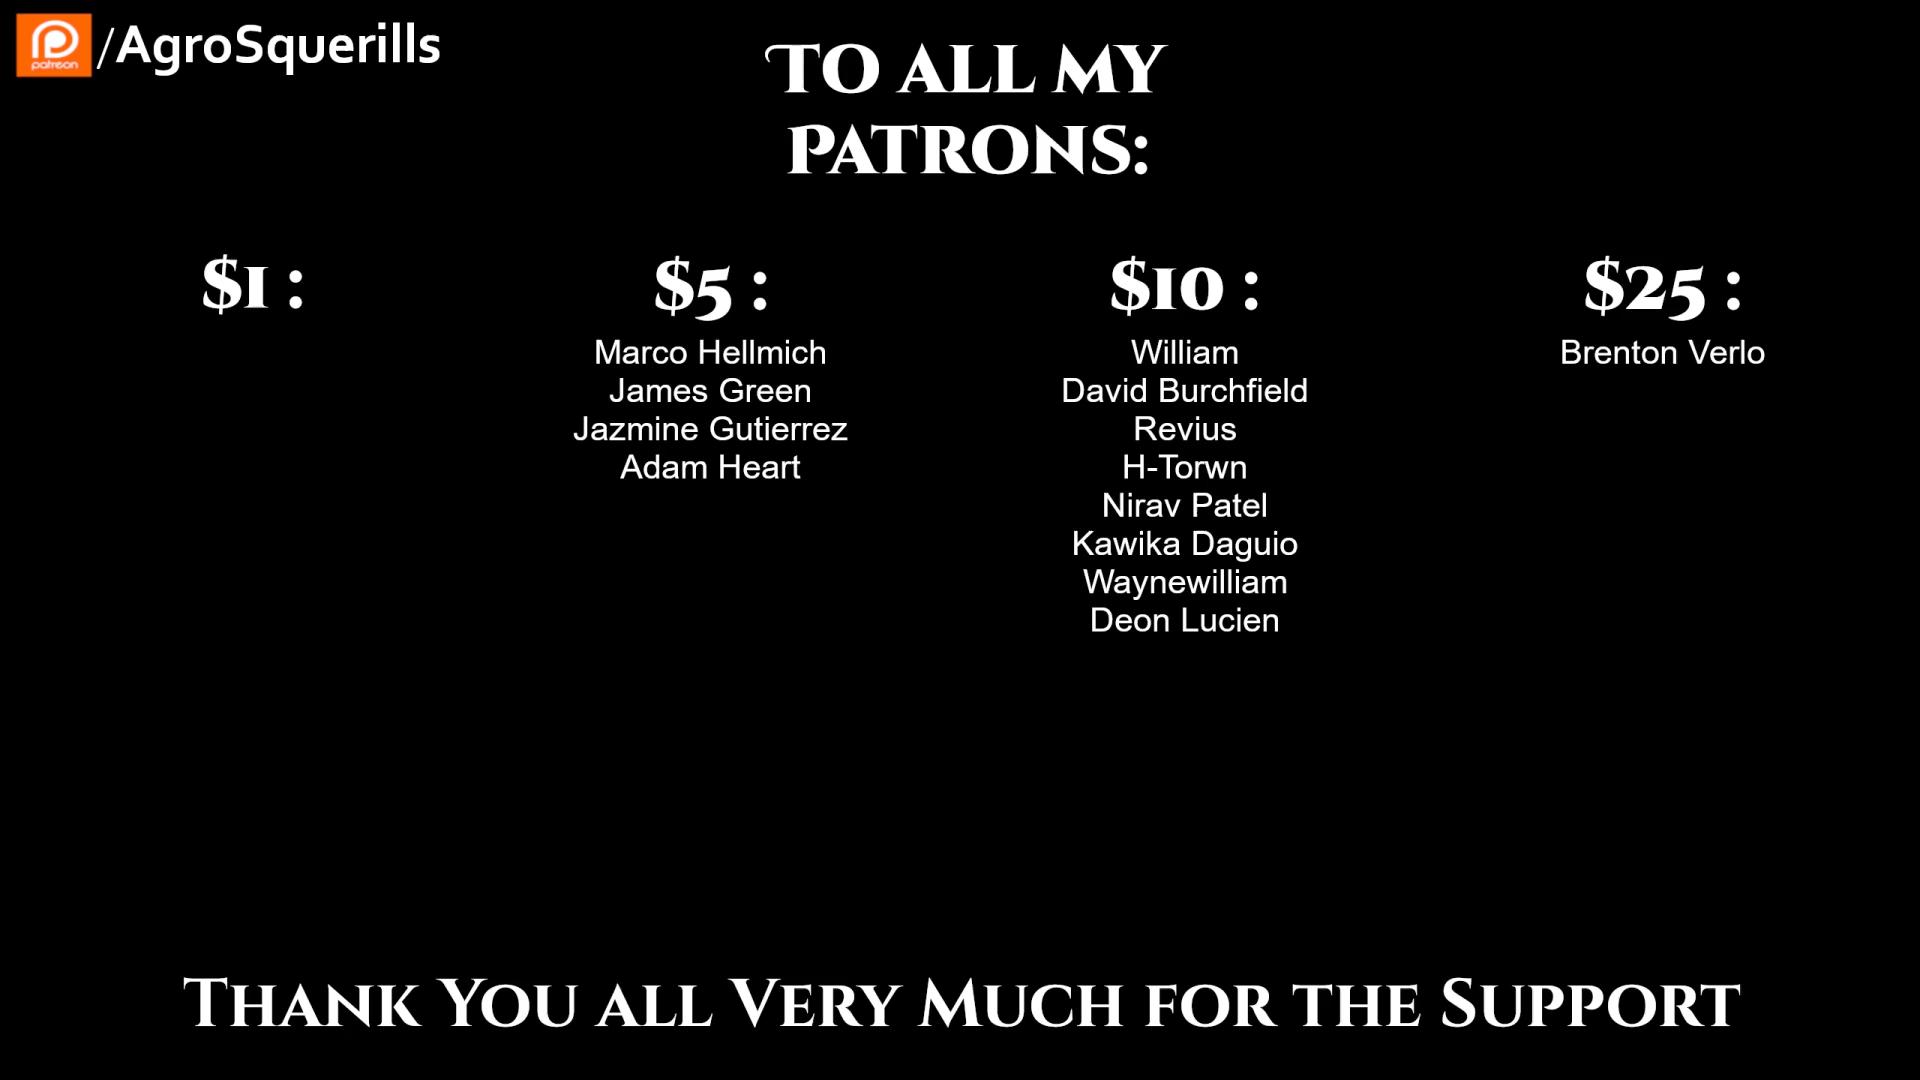 patreon
/AgroSquerills
To all my
Patrons:
$1 :
$5 :
Marco Hellmich
James Green
Jazmine Gutierrez
Adam Heart
$10 :
William
David Burchfield
Revius
H-Torwn
Nirav Patel
Kawika Daguio
Waynewilliam
Deon Lucien
$25 :
Brenton Verlo
Thank You all Very Much for the Support